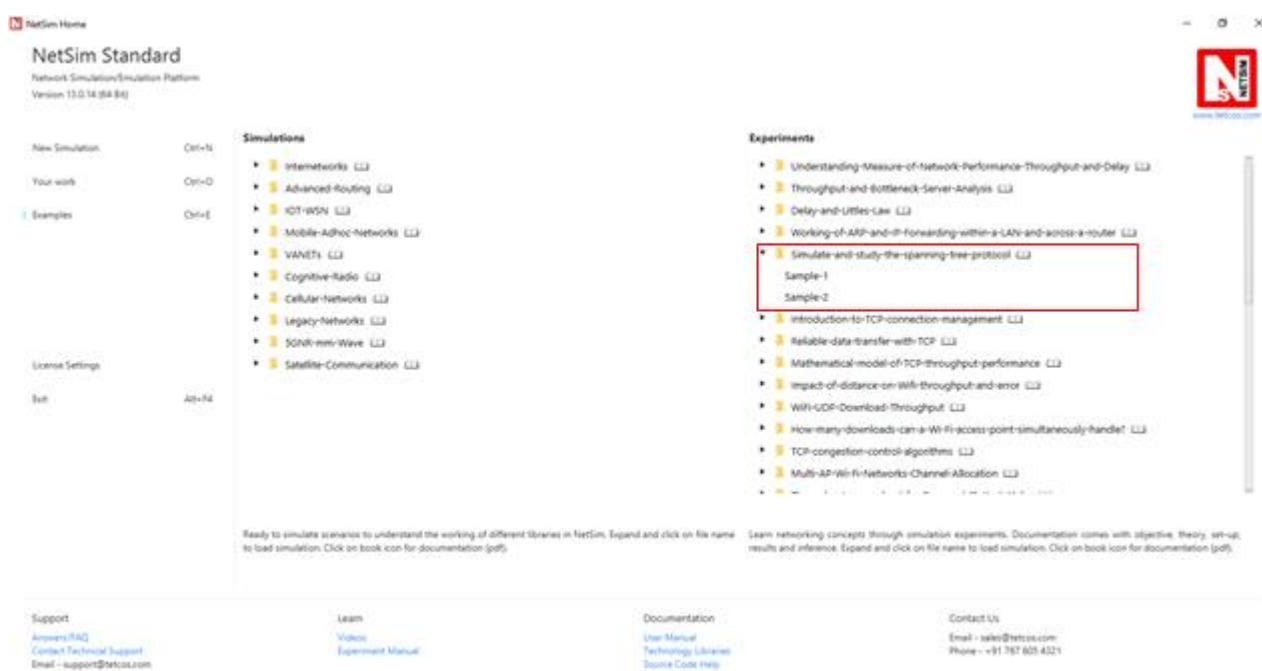 NetSim Home
NetSim Standard
Network Simulation/Emulation Platform
Version 13.0.14 (64 Bit)
NETSIM
www.tetcos.com
New Simulation Ctrl+N
Your work Ctrl+O
Examples Ctrl+E
License Settings
Exit Alt+F4
Simulations
Internetworks
Advanced-Routing
IOT-WSN
Mobile-Adhoc-Networks
VANETs
Cognitive-Radio
Cellular-Networks
Legacy-Networks
5GNR-mm-Wave
Satellite-Communication
Ready to simulate scenarios to understand the working of different libraries in NetSim. Expand and click on file name
to load simulation. Click on book icon for documentation (pdf).
Experiments
Understanding-Measure-of-Network-Performance-Throughput-and-Delay
Throughput-and-Bottleneck-Server-Analysis
Delay-and-Littles-Law
Working-of-ARP-and-IP-Forwarding-within-a-LAN-and-across-a-router
Simulate-and-study-the-spanning-tree-protocol
Sample-1
Sample-2
Introduction-to-TCP-connection-management
Reliable-data-transfer-with-TCP
Mathematical-model-of-TCP-throughput-performance
Impact-of-distance-on-Wifi-throughput-and-error
WiFi-UDP-Download-Throughput
How-many-downloads-can-a-Wi-Fi-access-point-simultaneously-handle?
TCP-congestion-control-algorithms
Multi-AP-Wi-Fi-Networks-Channel-Allocation
Learn networking concepts through simulation experiments. Documentation comes with objective, theory, set-up,
results and inference. Expand and click on file name to load simulation. Click on book icon for documentation (pdf).
Support
Answers/FAQ
Contact Technical Support
Email - support@tetcos.com
Learn
Videos
Experiment Manual
Documentation
User Manual
Technology Libraries
Source Code Help
Contact Us
Email - sales@tetcos.com
Phone - +91 767 605 4321